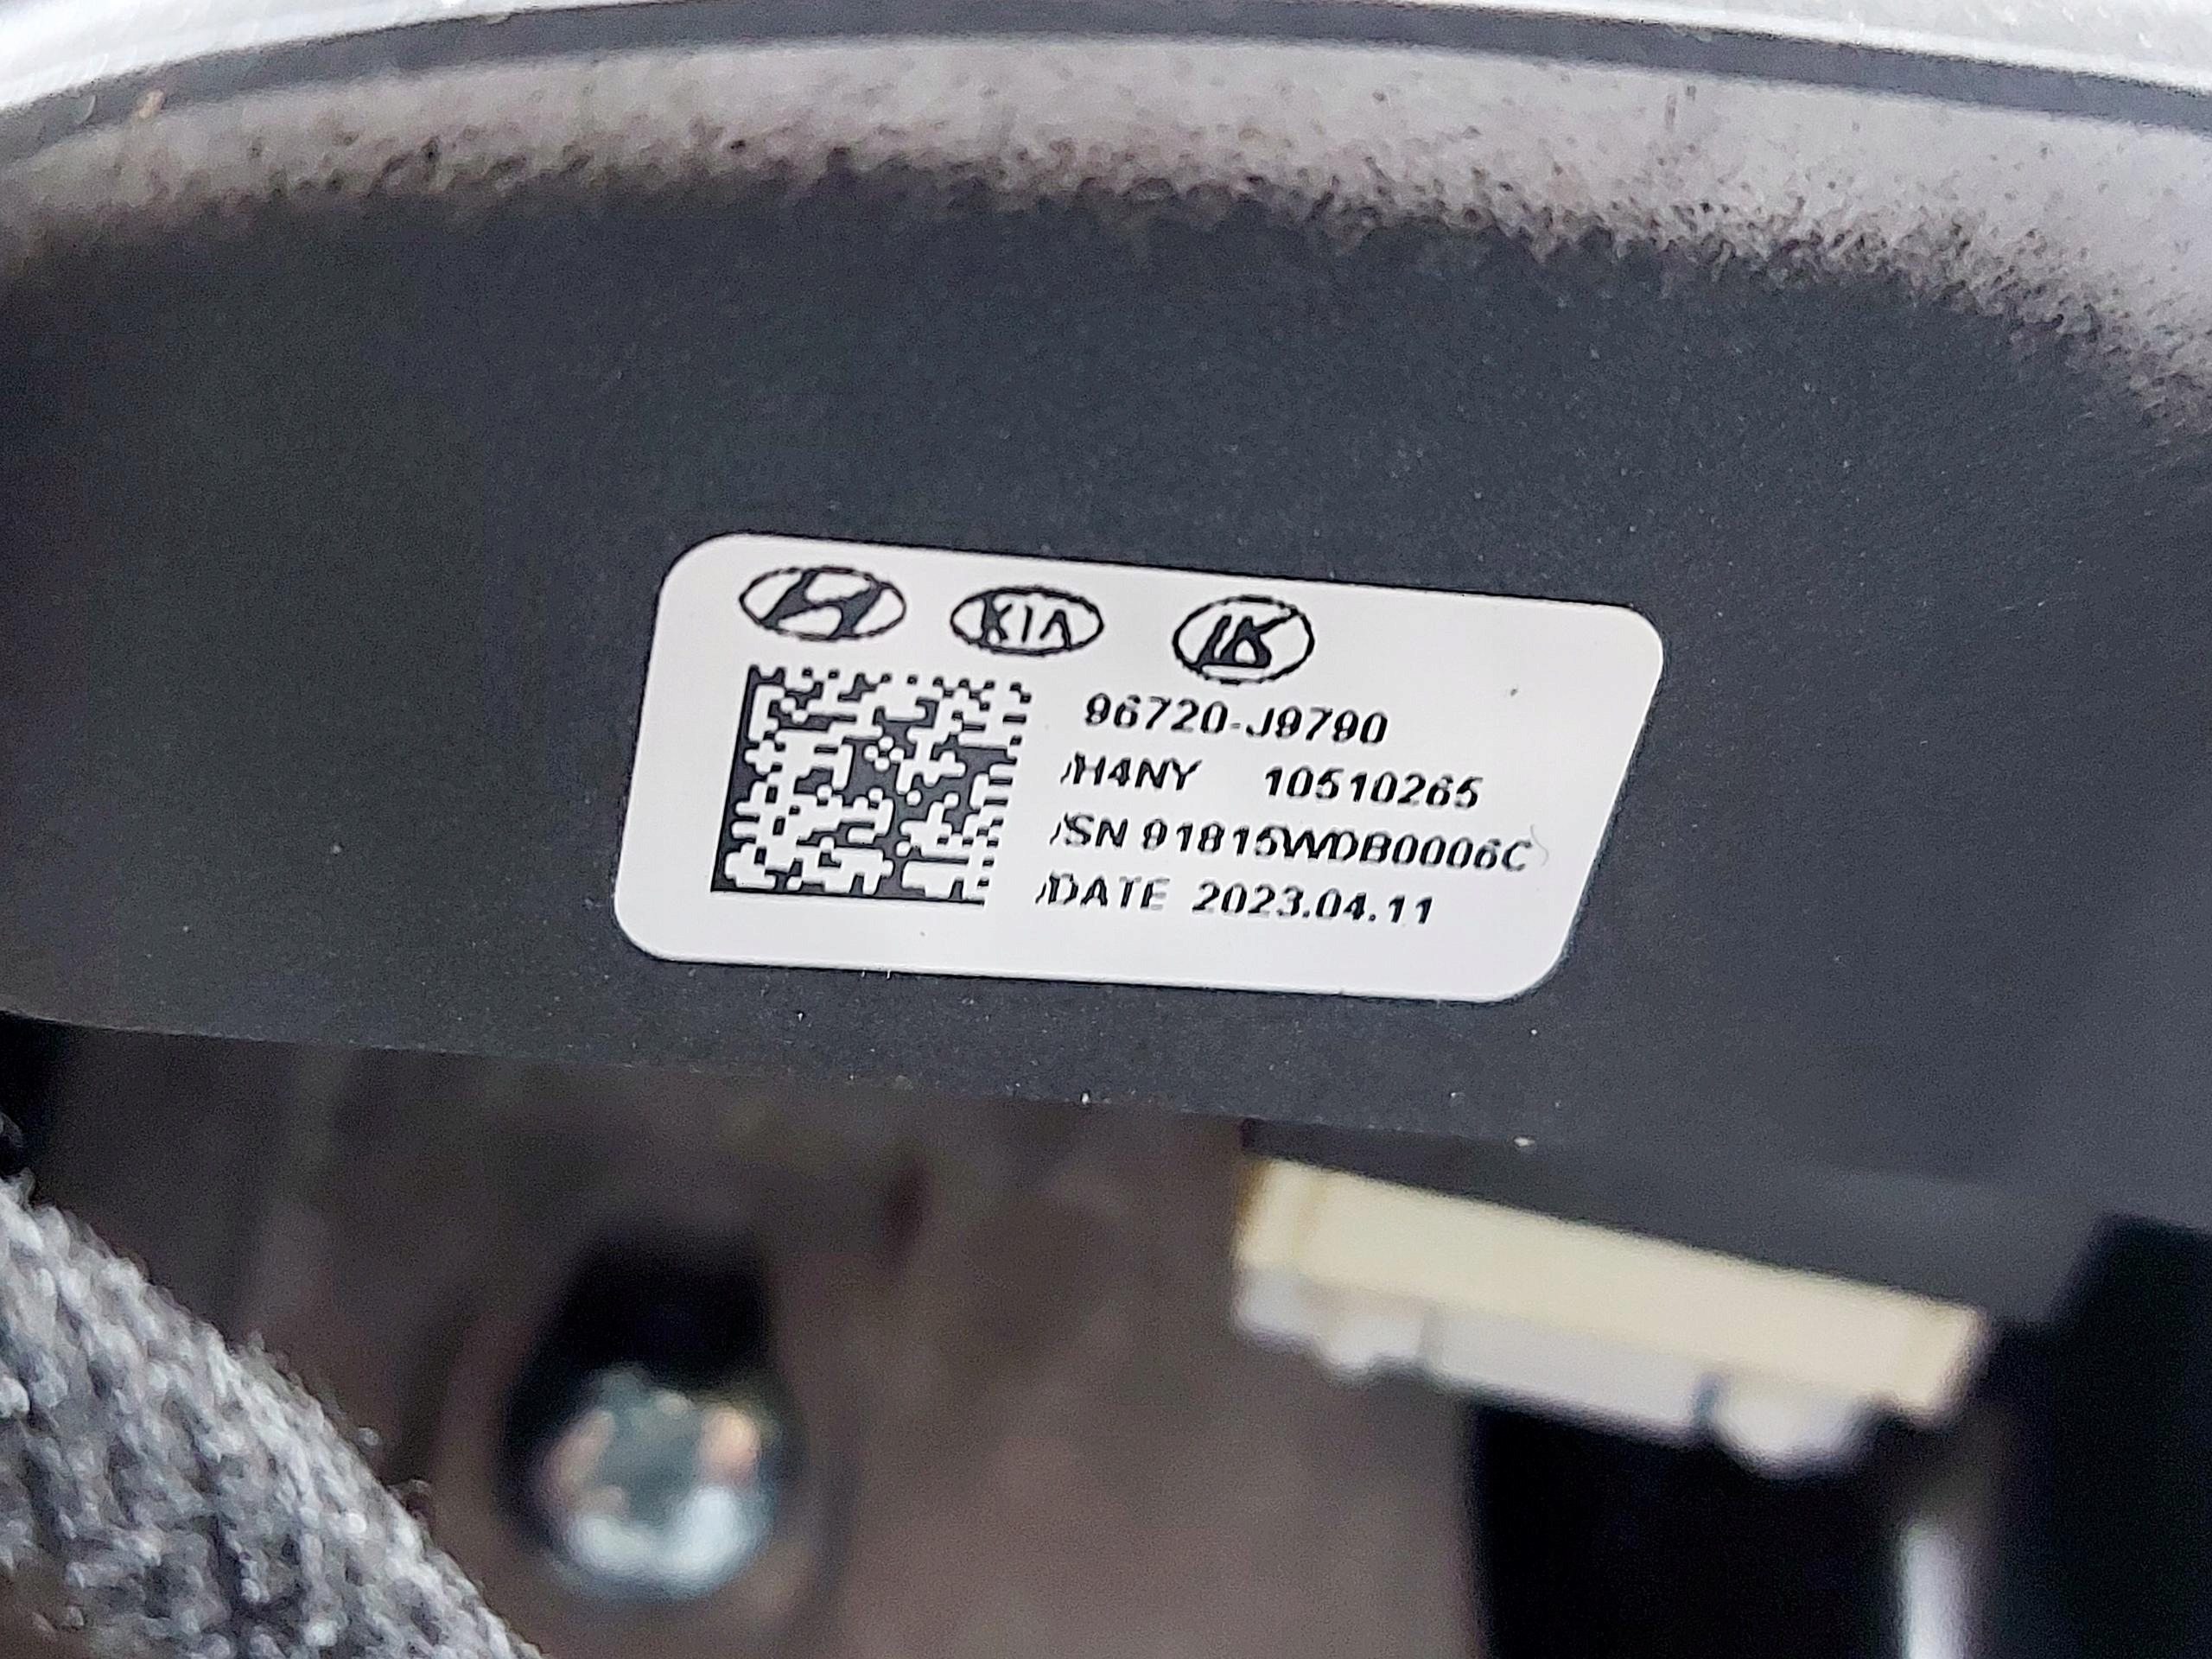 KIA
96720-J9790
/H4NY 10510265
/SN 91815WDB0006C
/DATE 2023.04.11